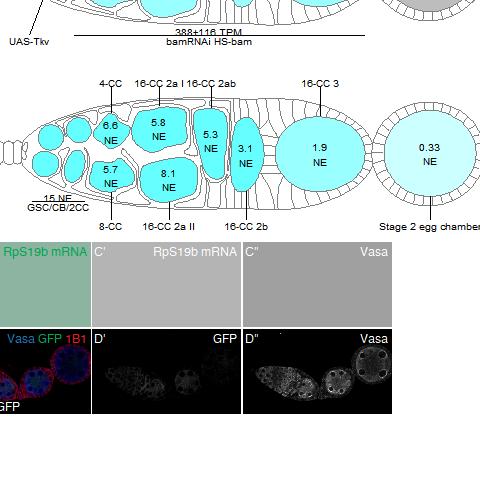 388+116 TPM
UAS-Tkv
bamRNAi HS-bam
4-CC 16-CC 2a I 16-CC 2ab 16-CC 3
6.6 NE
5.8 NE
5.3 NE
3.1 NE
1.9 NE
0.33 NE
5.7 NE
8.1 NE
15 NE
GSC/CB/2CC
8-CC 16-CC 2a II 16-CC 2b Stage 2 egg chamber
RpS19b mRNA C' RpS19b mRNA C" Vasa
Vasa GFP 1B1 D' GFP D" Vasa
GFP